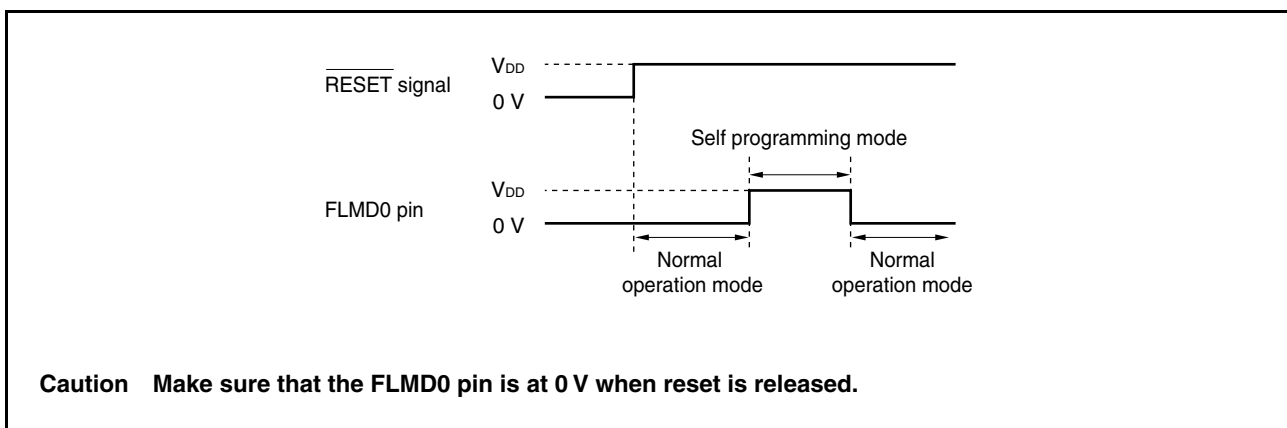 VDD
RESET signal
0 V
Self programming mode
VDD
FLMD0 pin
0 V
Normal
operation mode
Normal
operation mode
Caution Make sure that the FLMD0 pin is at 0 V when reset is released.